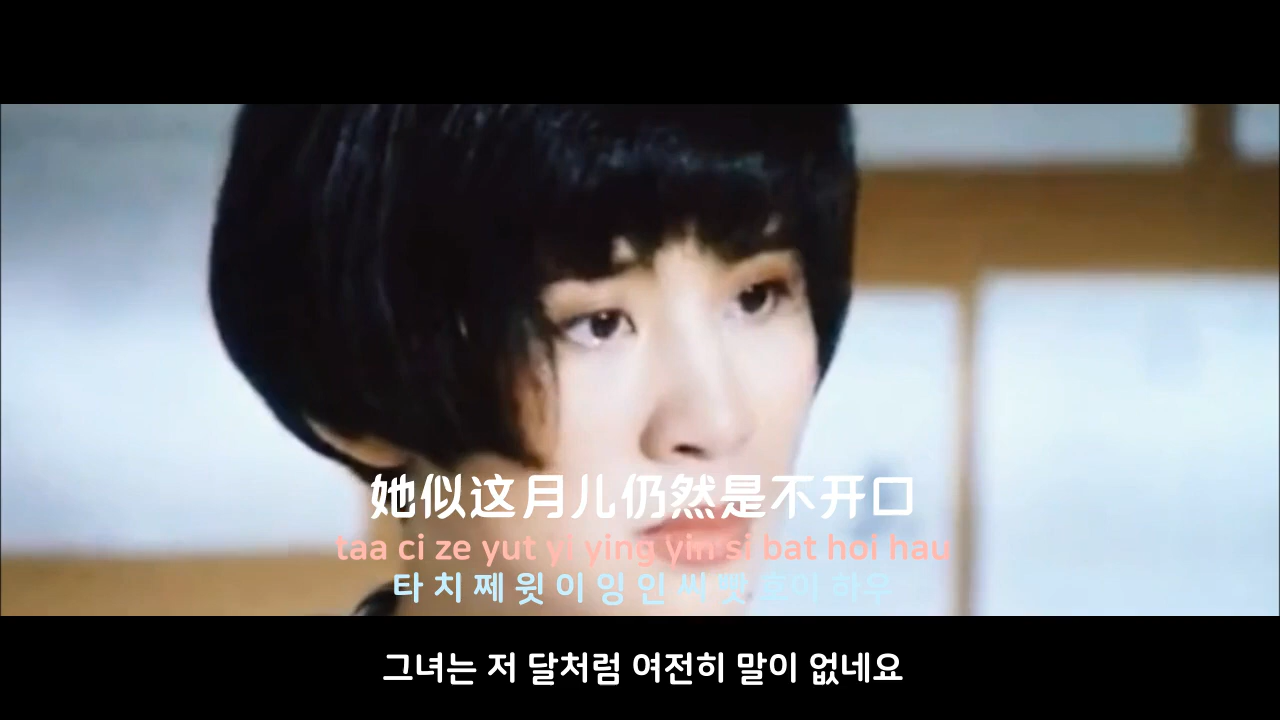 她似这月儿仍然是不开口
taa ci ze yut yi ying yin si bat hoi hau
타 치 쩨 윗 이 잉 인 씨 빳 호이 하우
그녀는 저 달처럼 여전히 말이 없네요